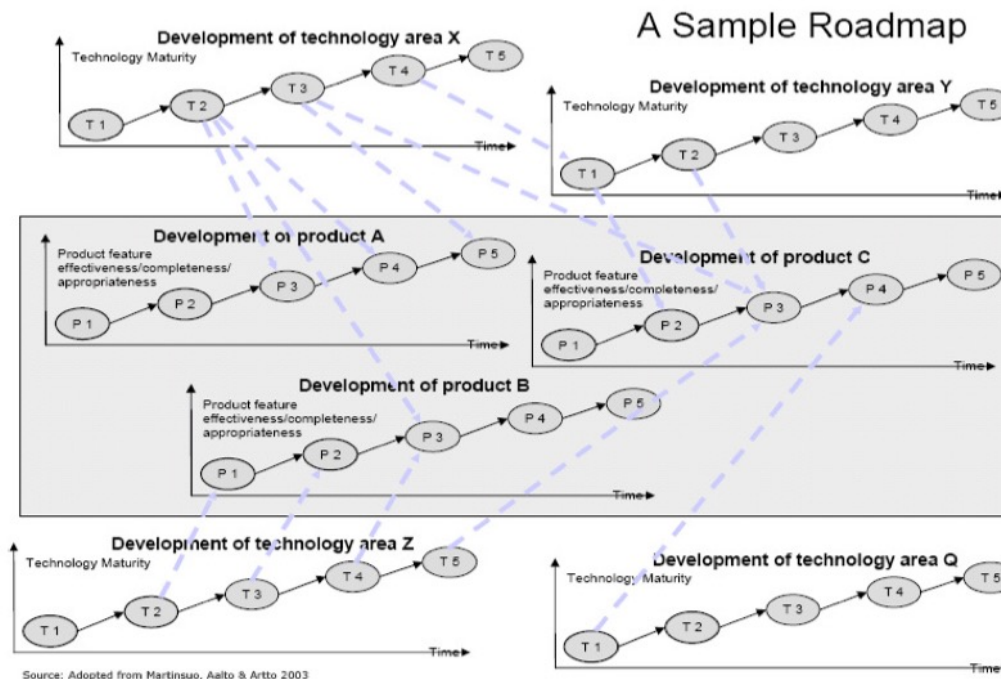 A Sample Roadmap
Development of technology area X
Technology Maturity
T 1
T 2
T 3
T 4
T 5
Time
Development of technology area Y
Technology Maturity
T 1
T 2
T 3
T 4
T 5
Time
Development of product A
Product feature
effectiveness/completeness/
appropriateness
P 1
P 2
P 3
P 4
P 5
Time
Development of product C
Product feature
effectiveness/completeness/
appropriateness
P 1
P 2
P 3
P 4
P 5
Time
Development of product B
Product feature
effectiveness/completeness/
appropriateness
P 1
P 2
P 3
P 4
P 5
Time
Development of technology area Z
Technology Maturity
T 1
T 2
T 3
T 4
T 5
Time
Development of technology area Q
Technology Maturity
T 1
T 2
T 3
T 4
T 5
Time
Source: Adopted from Martinsuo, Aalto & Artto 2003